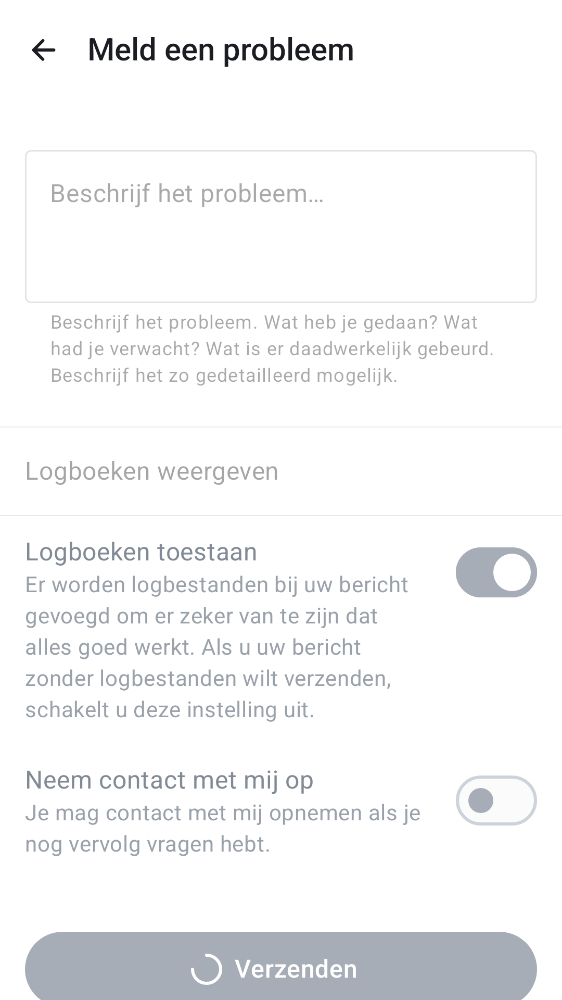 Meld een probleem
Beschrijf het probleem…
Beschrijf het probleem. Wat heb je gedaan? Wat
had je verwacht? Wat is er daadwerkelijk gebeurd.
Beschrijf het zo gedetailleerd mogelijk.
Logboeken weergeven
Logboeken toestaan
Er worden logbestanden bij uw bericht
gevoegd om er zeker van te zijn dat
alles goed werkt. Als u uw bericht
zonder logbestanden wilt verzenden,
schakelt u deze instelling uit.
Neem contact met mij op
Je mag contact met mij opnemen als je
nog vervolg vragen hebt.
Verzenden